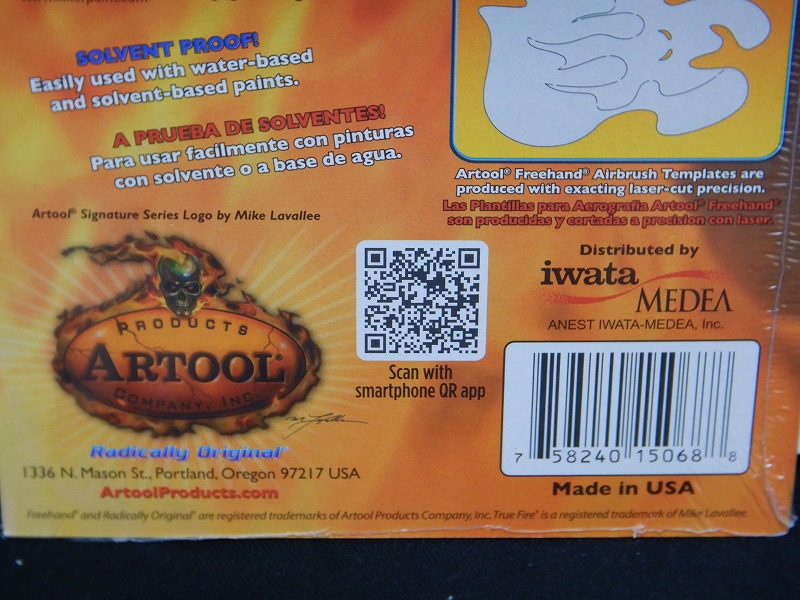 SOLVENT PROOF!
Easily used with water-based
and solvent-based paints.
A PRUEBA DE SOLVENTES!
Para usar facilmente con pinturas
con solvente o a base de agua.
Artool® Freehand® Airbrush Templates are
produced with exacting laser-cut precision.
Las Plantillas para Aerografia Artool® Freehand®
son producidas y cortadas a precision con laser.
Artool® Signature Series Logo by Mike Lavallee
PRODUCTS
ARTOOL®
COMPANY, INC.
Radically Original®
1336 N. Mason St., Portland, Oregon 97217 USA
ArtoolProducts.com
Scan with
smartphone QR app
Distributed by
iwata
MEDEA
ANEST IWATA-MEDEA, Inc.
7 58240 15068 8
Made in USA
Freehand® and Radically Original® are registered trademarks of Artool Products Company, Inc. True Fire® is a registered trademark of Mike Lavallee.